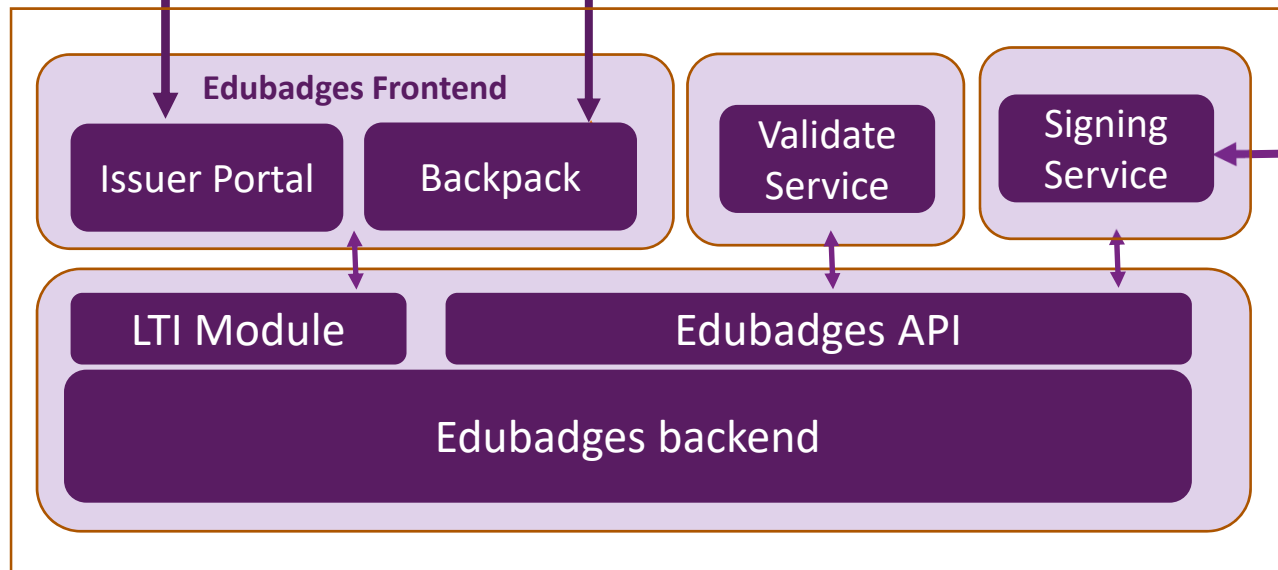 Edubadges Frontend
Issuer Portal
Backpack
Validate
Service
Signing
Service
LTI Module
Edubadges API
Edubadges backend